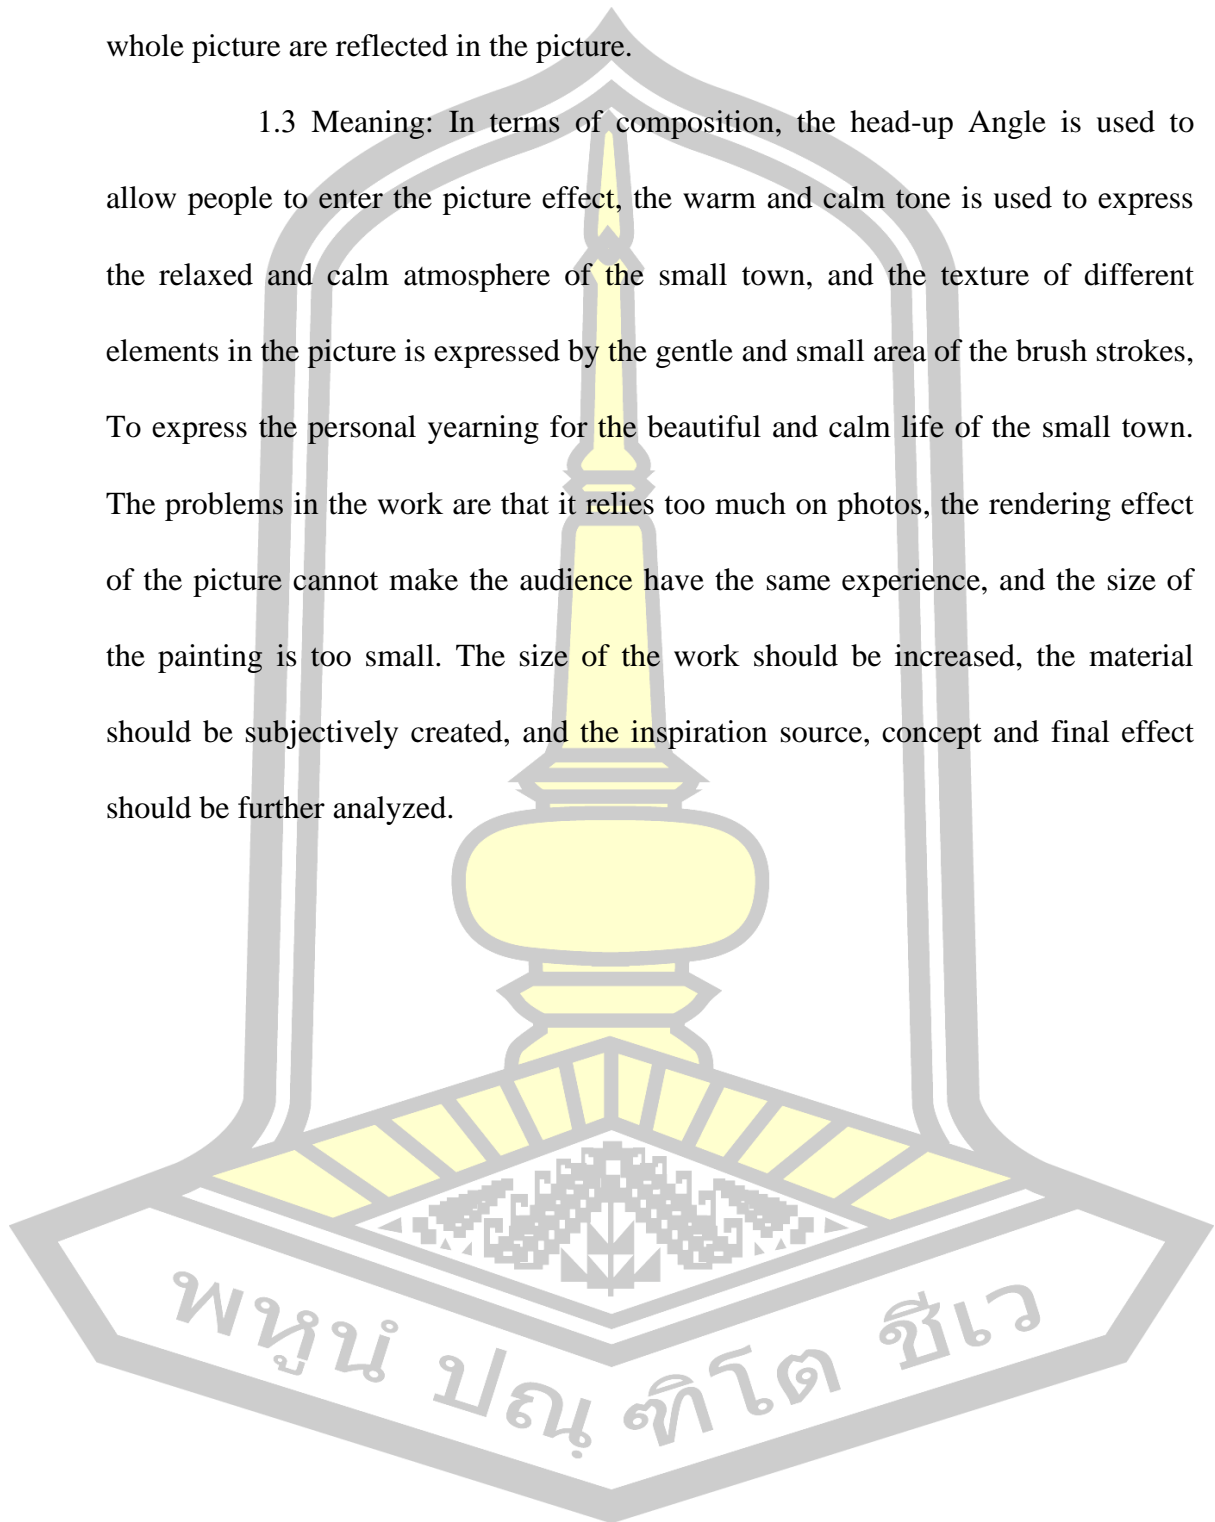 whole picture are reflected in the picture.
1.3 Meaning: In terms of composition, the head-up Angle is used to
allow people to enter the picture effect, the warm and calm tone is used to express
the relaxed and calm atmosphere of the small town, and the texture of different
elements in the picture is expressed by the gentle and small area of the brush strokes,
To express the personal yearning for the beautiful and calm life of the small town.
The problems in the work are that it relies too much on photos, the rendering effect
of the picture cannot make the audience have the same experience, and the size of
the painting is too small. The size of the work should be increased, the material
should be subjectively created, and the inspiration source, concept and final effect
should be further analyzed.
พหูนํ ปณฺฑิโต ชีเว